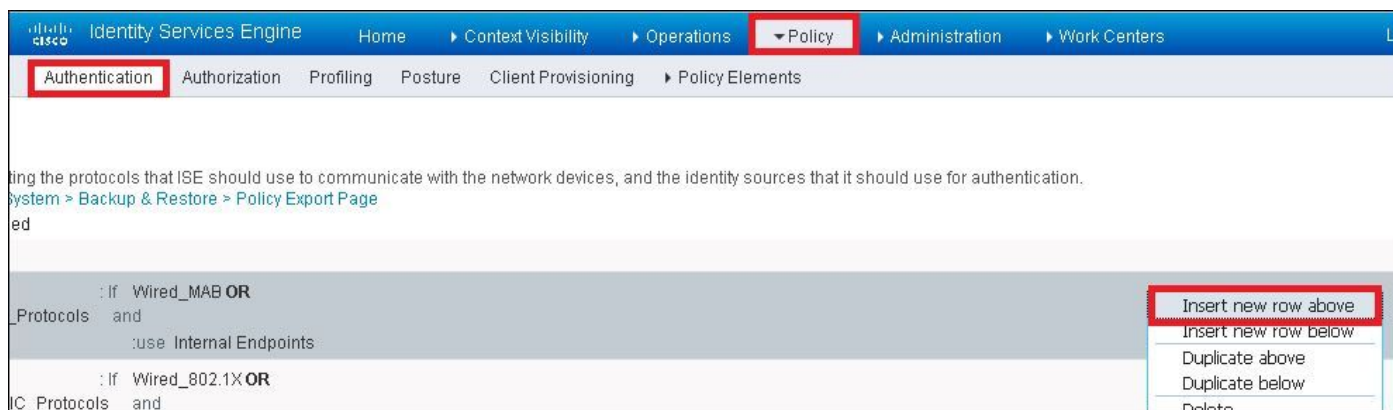 cisco Identity Services Engine Home Context Visibility Operations Policy Administration Work Centers
Authentication Authorization Profiling Posture Client Provisioning Policy Elements
ting the protocols that ISE should use to communicate with the network devices, and the identity sources that it should use for authentication.
System > Backup & Restore > Policy Export Page
ed
: If Wired_MAB OR
_Protocols and
:use Internal Endpoints
: If Wired_802.1X OR
IC_Protocols and
Insert new row above
Insert new row below
Duplicate above
Duplicate below
Delete